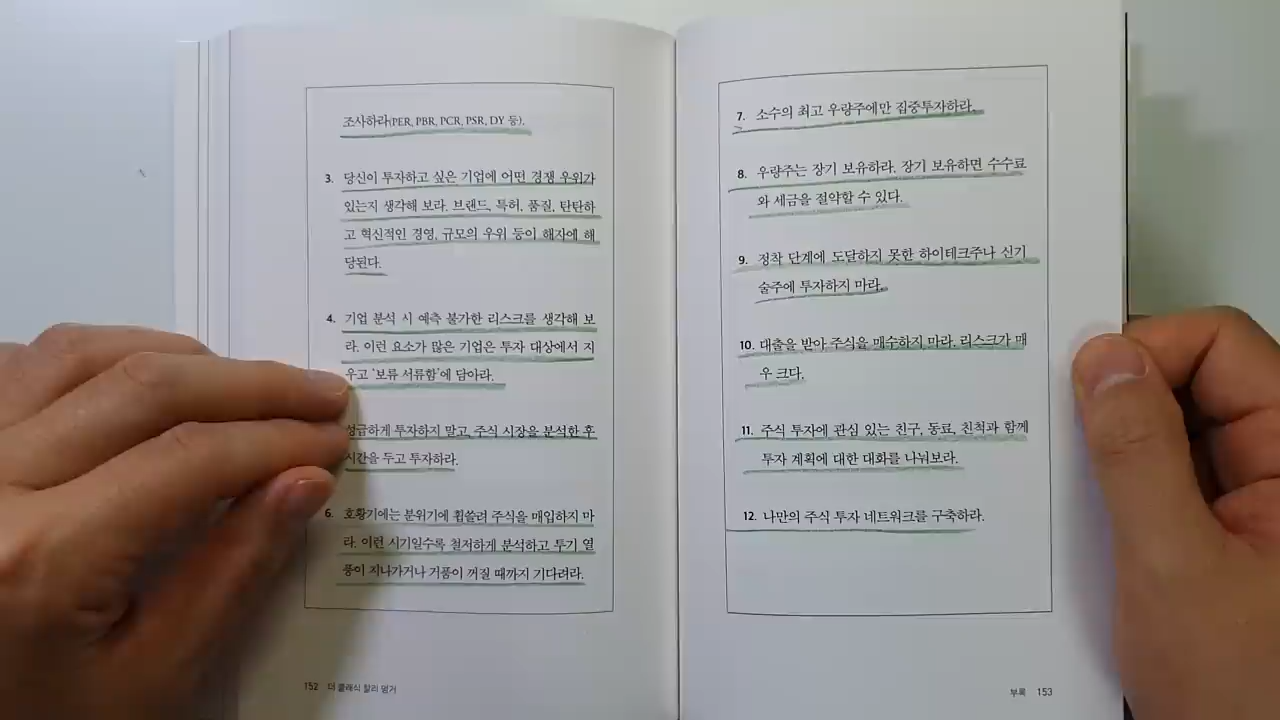 조사하라(PER, PBR, PCR, PSR, DY 등).
3. 당신이 투자하고 싶은 기업에 어떤 경쟁 우위가
있는지 생각해 보라. 브랜드, 특허, 품질, 탄탄하
고 혁신적인 경영, 규모의 우위 등이 해자에 해
당된다.
4. 기업 분석 시 예측 불가한 리스크를 생각해 보
라. 이런 요소가 많은 기업은 투자 대상에서 지
우고 '보류 서류함'에 담아라.
성급하게 투자하지 말고, 주식 시장을 분석한 후
시간을 두고 투자하라.
6. 호황기에는 분위기에 휩쓸려 주식을 매입하지 마
라. 이런 시기일수록 철저하게 분석하고 투기 열
풍이 지나가거나 거품이 꺼질 때까지 기다려라.
152 더 클래식 찰리 멍거
7. 소수의 최고 우량주에만 집중투자하라.
8. 우량주는 장기 보유하라. 장기 보유하면 수수료
와 세금을 절약할 수 있다.
9. 정착 단계에 도달하지 못한 하이테크주나 신기
술주에 투자하지 마라.
10. 대출을 받아 주식을 매수하지 마라. 리스크가 매
우 크다.
11. 주식 투자에 관심 있는 친구, 동료, 친척과 함께
투자 계획에 대한 대화를 나눠보라.
12. 나만의 주식 투자 네트워크를 구축하라.
부록 153